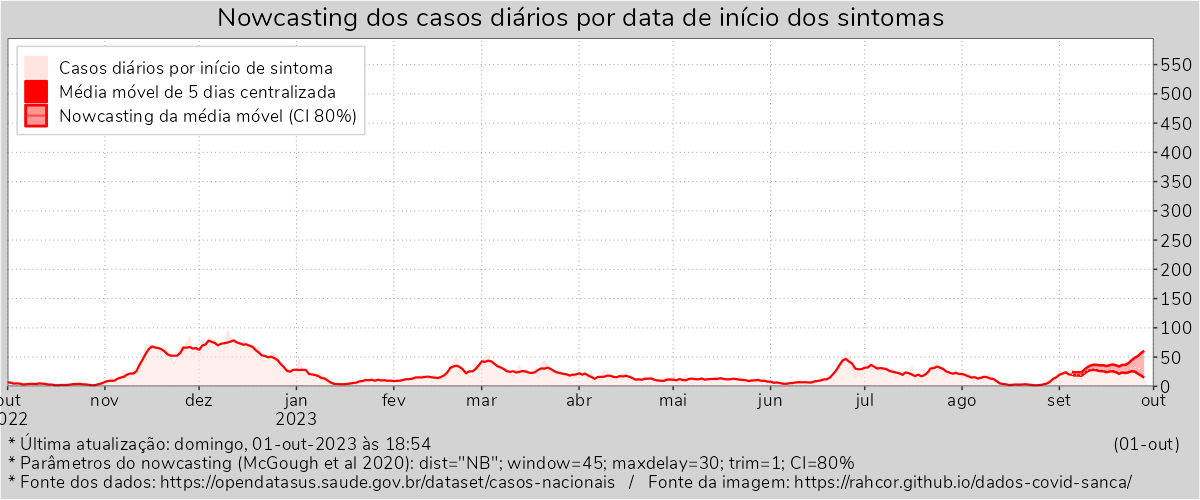 Nowcasting dos casos diários por data de início dos sintomas
Casos diários por início de sintoma
Média móvel de 5 dias centralizada
Nowcasting da média móvel (CI 80%)
550
500
450
400
350
300
250
200
150
100
50
0
out nov dez jan fev mar abr mai jun jul ago set out
022 2023
* Última atualização: domingo, 01-out-2023 às 18:54 (01-out)
* Parâmetros do nowcasting (McGough et al 2020): dist="NB"; window=45; maxdelay=30; trim=1; CI=80%
* Fonte dos dados: https://opendatasus.saude.gov.br/dataset/casos-nacionais / Fonte da imagem: https://rahcor.github.io/dados-covid-sanca/